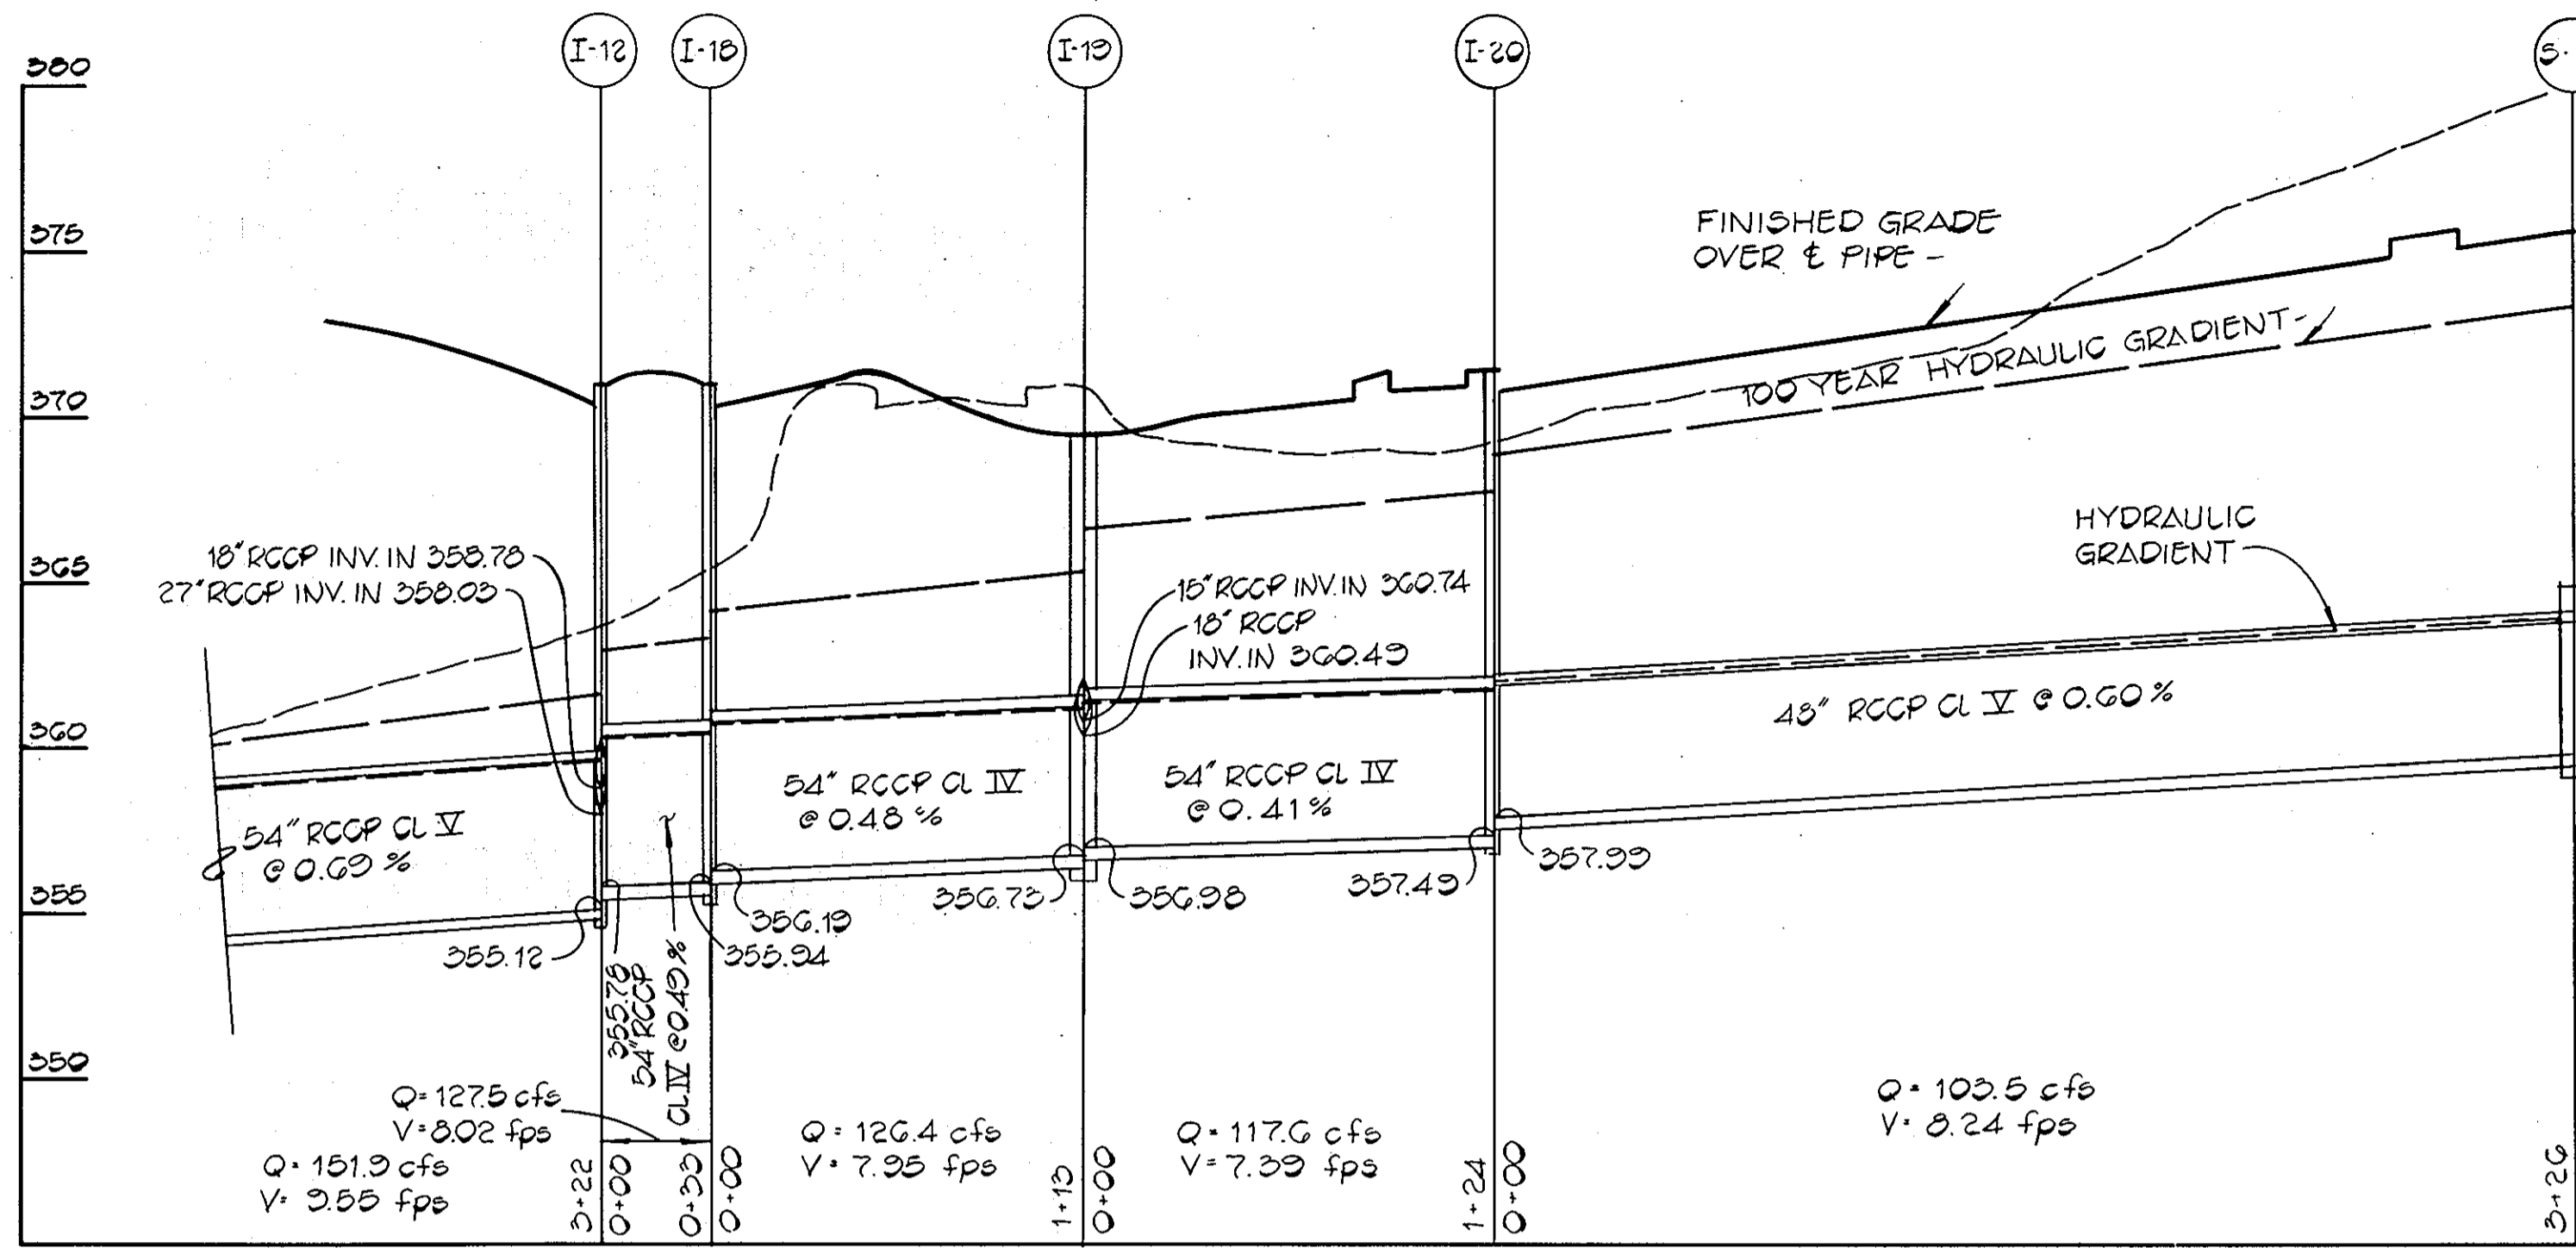 I-12
I-18
I-19
I-20
S-
380
375
370
365
360
355
350
FINISHED GRADE
OVER ℄ PIPE -
100 YEAR HYDRAULIC GRADIENT-
HYDRAULIC
GRADIENT
18" RCCP INV. IN 358.78
27" RCCP INV. IN 358.03
15" RCCP INV. IN 360.74
18" RCCP
INV. IN 360.49
54" RCCP CL V
@ 0.69 %
54" RCCP CL IV
@ 0.48 %
54" RCCP CL IV
@ 0.41 %
48" RCCP CL V @ 0.60 %
355.12
355.78
54" RCCP
CL IV @ 0.49 %
356.19
355.94
356.73
356.98
357.49
357.99
Q= 127.5 cfs
V= 8.02 fps
Q= 151.9 cfs
V= 9.55 fps
Q= 126.4 cfs
V= 7.95 fps
Q= 117.6 cfs
V= 7.39 fps
Q= 103.5 cfs
V= 8.24 fps
3+22
0+00
0+33
0+00
1+13
0+00
1+24
0+00
3+26